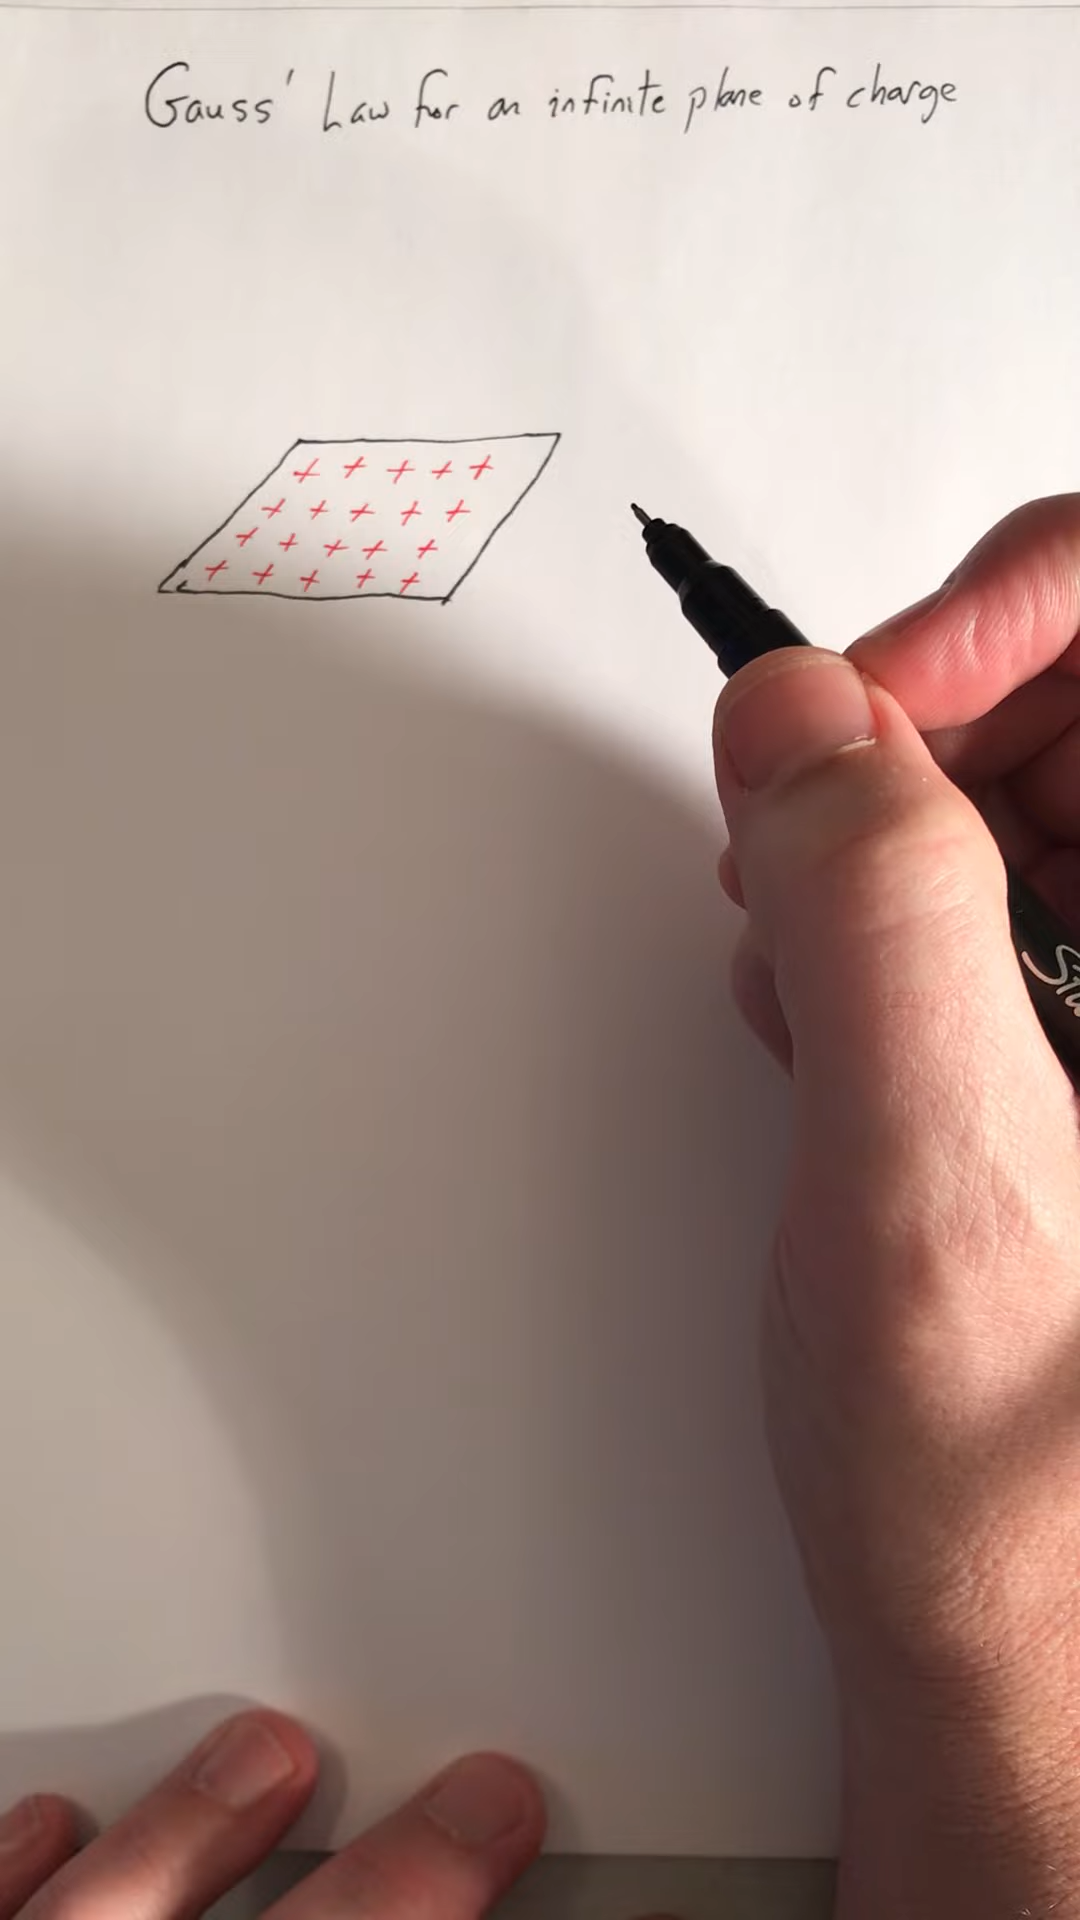 Gauss' Law for an infinite plane of charge
+ + + + +
+ + + + +
+ + + + +
+ + + + +